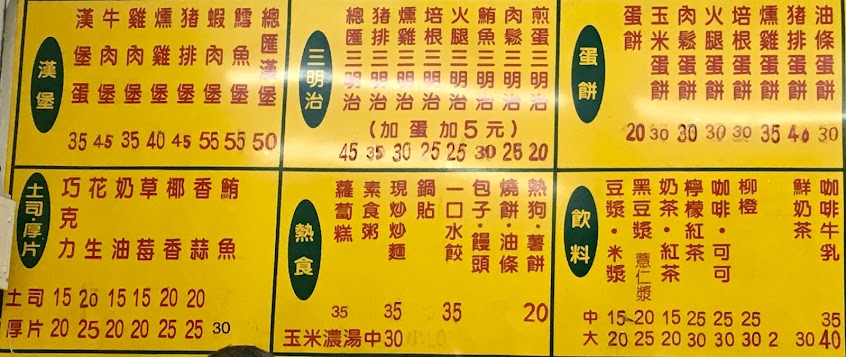 漢堡
漢堡蛋
牛肉堡
雞肉堡
燻雞堡
猪排堡
蝦肉堡
鱈魚堡
總匯漢堡
35 45 35 40 45 55 55 50
三明治
總匯三明治
猪排三明治
燻雞三明治
培根三明治
火腿三明治
鮪魚三明治
肉鬆三明治
煎蛋三明治
(加蛋加5元)
45 35 30 25 25 30 25 20
蛋餅
蛋餅
玉米蛋餅
肉鬆蛋餅
火腿蛋餅
培根蛋餅
燻雞蛋餅
猪排蛋餅
油條蛋餅
20 30 30 30 30 35 40 30
土司·厚片
巧克力
花生
奶油
草莓
椰香
香蒜
鮪魚
土司 15 20 15 15 20 20
厚片 20 25 20 20 25 25 30
熱食
蘿蔔糕
素食粥
現炒炒麵
鍋貼
一口水餃
包子·饅頭
燒餅·油條
熱狗·薯餅
35 35 35 20
玉米濃湯中30
飲料
豆漿·米漿
黑豆漿 薏仁漿
奶茶·紅茶
檸檬紅茶
咖啡·可可
柳橙
鮮奶茶
咖啡牛乳
中 15 20 15 25 25 25 35
大 20 25 20 30 30 30 2 30 40